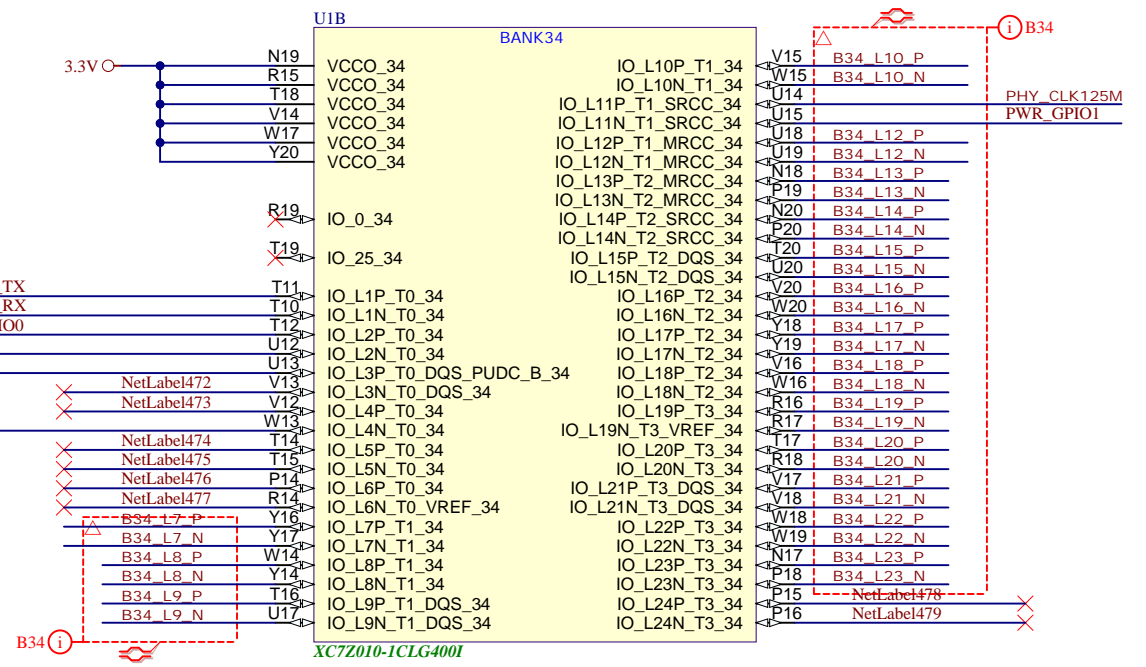 U1B
BANK34
B34
3.3V
N19 VCCO_34
R15 VCCO_34
T18 VCCO_34
V14 VCCO_34
W17 VCCO_34
Y20 VCCO_34
R19 IO_0_34
T19 IO_25_34
_TX T11 IO_L1P_T0_34
_RX T10 IO_L1N_T0_34
IO0 T12 IO_L2P_T0_34
U12 IO_L2N_T0_34
U13 IO_L3P_T0_DQS_PUDC_B_34
NetLabel472 V13 IO_L3N_T0_DQS_34
NetLabel473 V12 IO_L4P_T0_34
W13 IO_L4N_T0_34
NetLabel474 T14 IO_L5P_T0_34
NetLabel475 T15 IO_L5N_T0_34
NetLabel476 P14 IO_L6P_T0_34
NetLabel477 R14 IO_L6N_T0_VREF_34
B34_L7_P Y16 IO_L7P_T1_34
B34_L7_N Y17 IO_L7N_T1_34
B34_L8_P W14 IO_L8P_T1_34
B34_L8_N Y14 IO_L8N_T1_34
B34_L9_P T16 IO_L9P_T1_DQS_34
B34_L9_N U17 IO_L9N_T1_DQS_34
IO_L10P_T1_34 V15 B34_L10_P
IO_L10N_T1_34 W15 B34_L10_N
IO_L11P_T1_SRCC_34 U14 PHY_CLK125M
IO_L11N_T1_SRCC_34 U15 PWR_GPIO1
IO_L12P_T1_MRCC_34 U18 B34_L12_P
IO_L12N_T1_MRCC_34 U19 B34_L12_N
IO_L13P_T2_MRCC_34 N18 B34_L13_P
IO_L13N_T2_MRCC_34 P19 B34_L13_N
IO_L14P_T2_SRCC_34 N20 B34_L14_P
IO_L14N_T2_SRCC_34 P20 B34_L14_N
IO_L15P_T2_DQS_34 T20 B34_L15_P
IO_L15N_T2_DQS_34 U20 B34_L15_N
IO_L16P_T2_34 V20 B34_L16_P
IO_L16N_T2_34 W20 B34_L16_N
IO_L17P_T2_34 Y18 B34_L17_P
IO_L17N_T2_34 Y19 B34_L17_N
IO_L18P_T2_34 V16 B34_L18_P
IO_L18N_T2_34 W16 B34_L18_N
IO_L19P_T3_34 R16 B34_L19_P
IO_L19N_T3_VREF_34 R17 B34_L19_N
IO_L20P_T3_34 T17 B34_L20_P
IO_L20N_T3_34 R18 B34_L20_N
IO_L21P_T3_DQS_34 V17 B34_L21_P
IO_L21N_T3_DQS_34 V18 B34_L21_N
IO_L22P_T3_34 W18 B34_L22_P
IO_L22N_T3_34 W19 B34_L22_N
IO_L23P_T3_34 N17 B34_L23_P
IO_L23N_T3_34 P18 B34_L23_N
IO_L24P_T3_34 P15 NetLabel478
IO_L24N_T3_34 P16 NetLabel479
B34 i
i
XC7Z010-1CLG400I